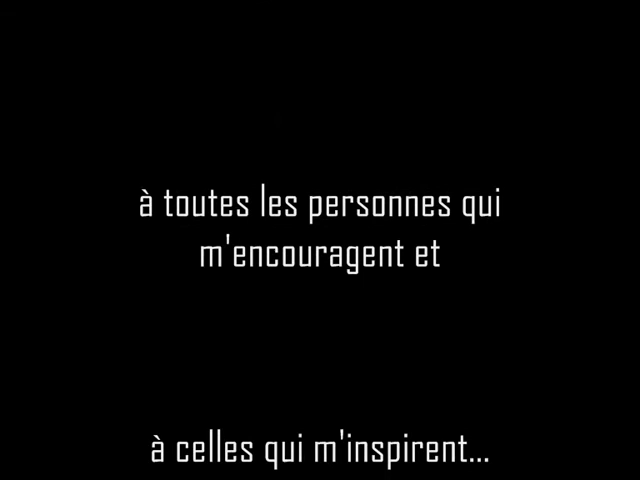 à toutes les personnes qui
m'encouragent et
à celles qui m'inspirent...